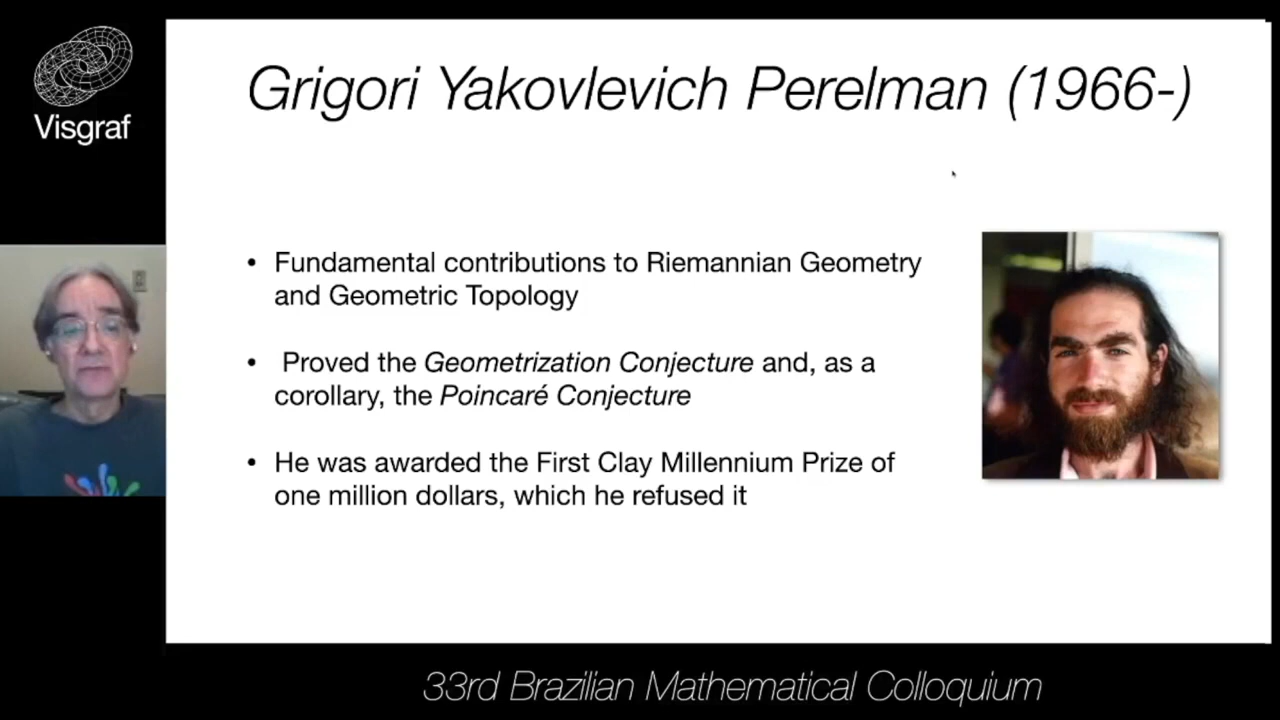 Visgraf
Grigori Yakovlevich Perelman (1966-)
• Fundamental contributions to Riemannian Geometry
and Geometric Topology
• Proved the Geometrization Conjecture and, as a
corollary, the Poincaré Conjecture
• He was awarded the First Clay Millennium Prize of
one million dollars, which he refused it
33rd Brazilian Mathematical Colloquium